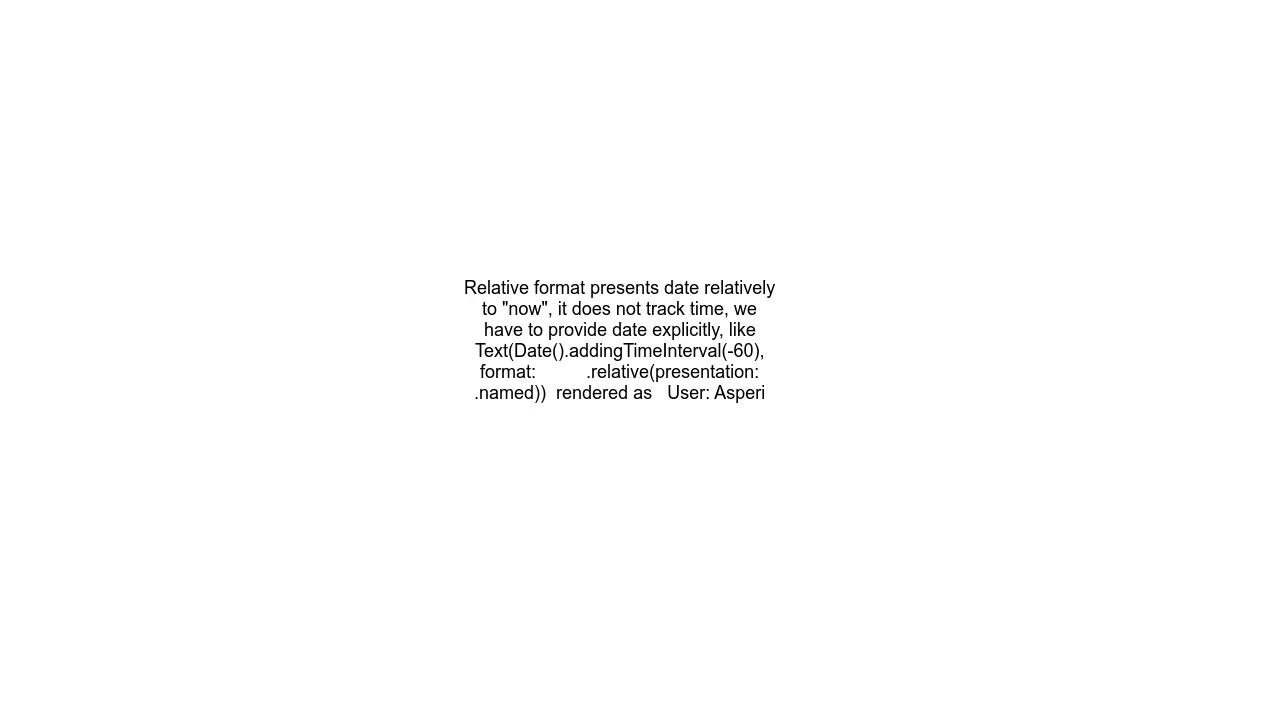 Relative format presents date relatively
to "now", it does not track time, we
have to provide date explicitly, like
Text(Date().addingTimeInterval(-60),
format:          .relative(presentation:
.named))  rendered as   User: Asperi